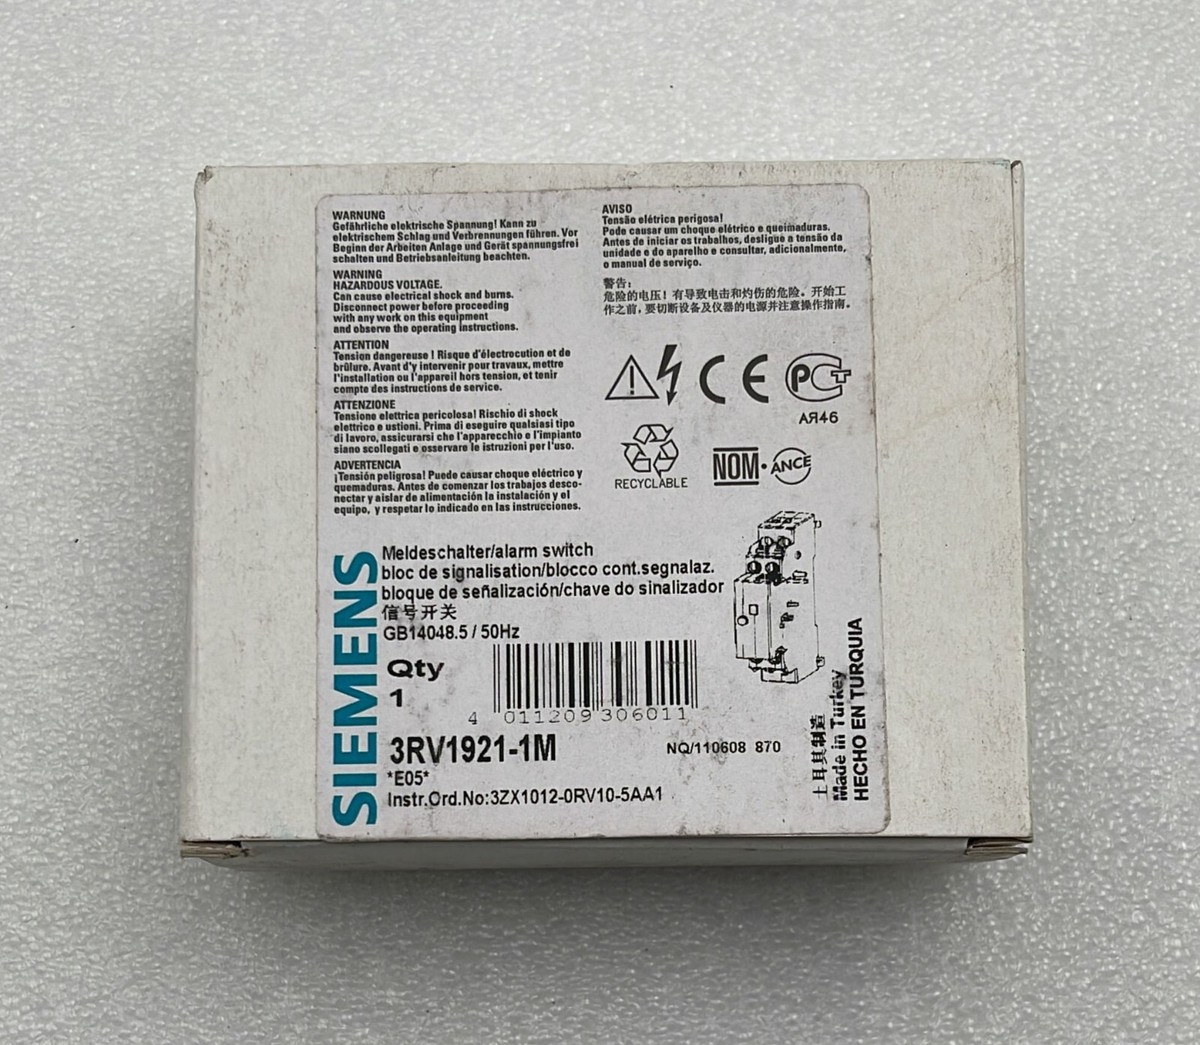 WARNUNG
Gefährliche elektrische Spannung! Kann zu
elektrischem Schlag und Verbrennungen führen. Vor
Beginn der Arbeiten Anlage und Gerät spannungsfrei
schalten und Betriebsanleitung beachten.
WARNING
HAZARDOUS VOLTAGE.
Can cause electrical shock and burns.
Disconnect power before proceeding
with any work on this equipment
and observe the operating instructions.
ATTENTION
Tension dangereuse ! Risque d'électrocution et de
brûlure. Avant d'y intervenir pour travaux, mettre
l'installation ou l'appareil hors tension, et tenir
compte des instructions de service.
ATTENZIONE
Tensione elettrica pericolosa! Rischio di shock
elettrico e ustioni. Prima di eseguire qualsiasi tipo
di lavoro, assicurarsi che l'apparecchio e l'impianto
siano scollegati e osservare le istruzioni per l'uso.
ADVERTENCIA
¡Tensión peligrosa! Puede causar choque eléctrico y
quemaduras. Antes de comenzar los trabajos desco-
nectar y aislar de alimentación la instalación y el
equipo, y respetar lo indicado en las instrucciones.
AVISO
Tensão elétrica perigosa!
Pode causar um choque elétrico e queimaduras.
Antes de iniciar os trabalhos, desligue a tensão da
unidade e do aparelho e consultar, adicionalmente,
o manual de serviço.
警告:
危险的电压!有导致电击和灼伤的危险。开始工
作之前,要切断设备及仪器的电源并注意操作指南。
CE
PCT
АЯ46
RECYCLABLE
NOM·ANCE
SIEMENS
Meldeschalter/alarm switch
bloc de signalisation/blocco cont.segnalaz.
bloque de señalización/chave do sinalizador
信号开关
GB14048.5 / 50Hz
Qty
1
4 011209 306011
3RV1921-1M
NQ/110608 870
*E05*
Instr.Ord.No:3ZX1012-0RV10-5AA1
土耳其制造
Made in Turkey
HECHO EN TURQUIA